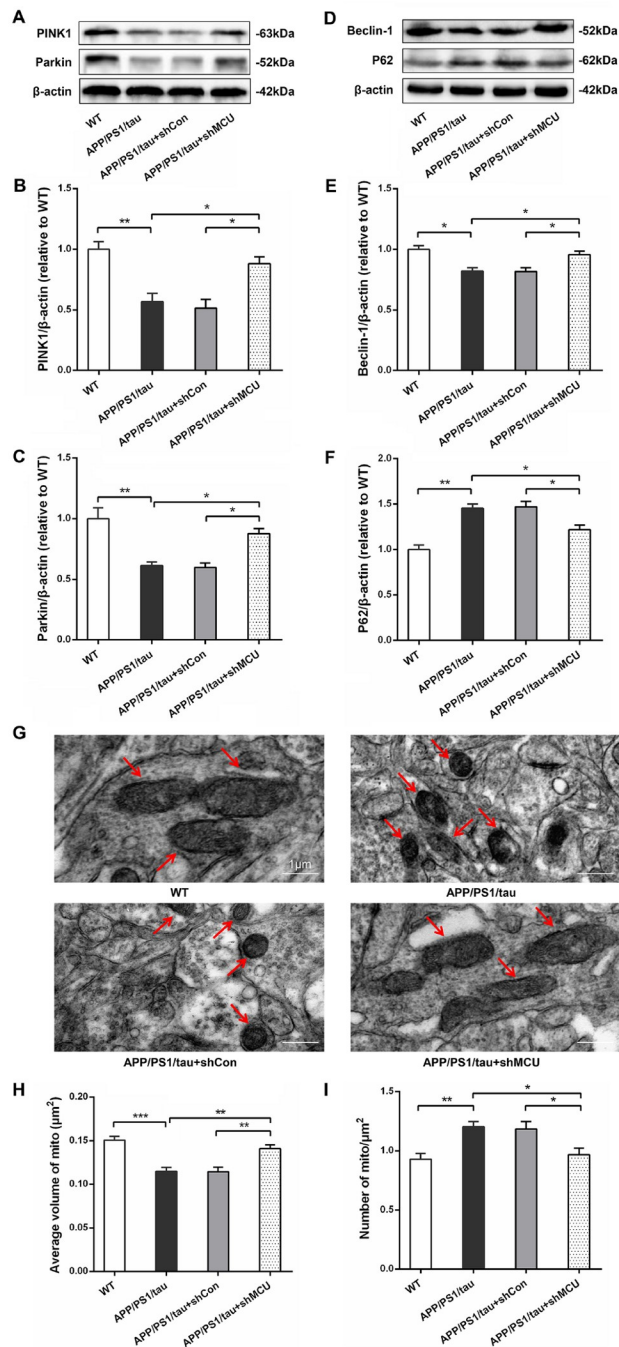 A
PINK1
-63kDa
Parkin
-52kDa
β-actin
-42kDa
WT
APP/PS1/tau
APP/PS1/tau+shCon
APP/PS1/tau+shMCU
D
Beclin-1
-52kDa
P62
-62kDa
β-actin
-42kDa
WT
APP/PS1/tau
APP/PS1/tau+shCon
APP/PS1/tau+shMCU
B
PINK1/β-actin (relative to WT)
1.5
1.0
0.5
0.0
**
*
*
WT
APP/PS1/tau
APP/PS1/tau+shCon
APP/PS1/tau+shMCU
E
Beclin-1/β-actin (relative to WT)
1.5
1.0
0.5
0.0
*
*
*
WT
APP/PS1/tau
APP/PS1/tau+shCon
APP/PS1/tau+shMCU
C
Parkin/β-actin (relative to WT)
1.5
1.0
0.5
0.0
**
*
*
WT
APP/PS1/tau
APP/PS1/tau+shCon
APP/PS1/tau+shMCU
F
P62/β-actin (relative to WT)
2.0
1.5
1.0
0.5
0.0
**
*
*
WT
APP/PS1/tau
APP/PS1/tau+shCon
APP/PS1/tau+shMCU
G
1μm
WT
APP/PS1/tau
APP/PS1/tau+shCon
APP/PS1/tau+shMCU
H
Average volume of mito (μm²)
0.20
0.15
0.10
0.05
0.00
***
**
**
WT
APP/PS1/tau
APP/PS1/tau+shCon
APP/PS1/tau+shMCU
I
Number of mito/μm²
1.5
1.0
0.5
0.0
**
*
*
WT
APP/PS1/tau
APP/PS1/tau+shCon
APP/PS1/tau+shMCU